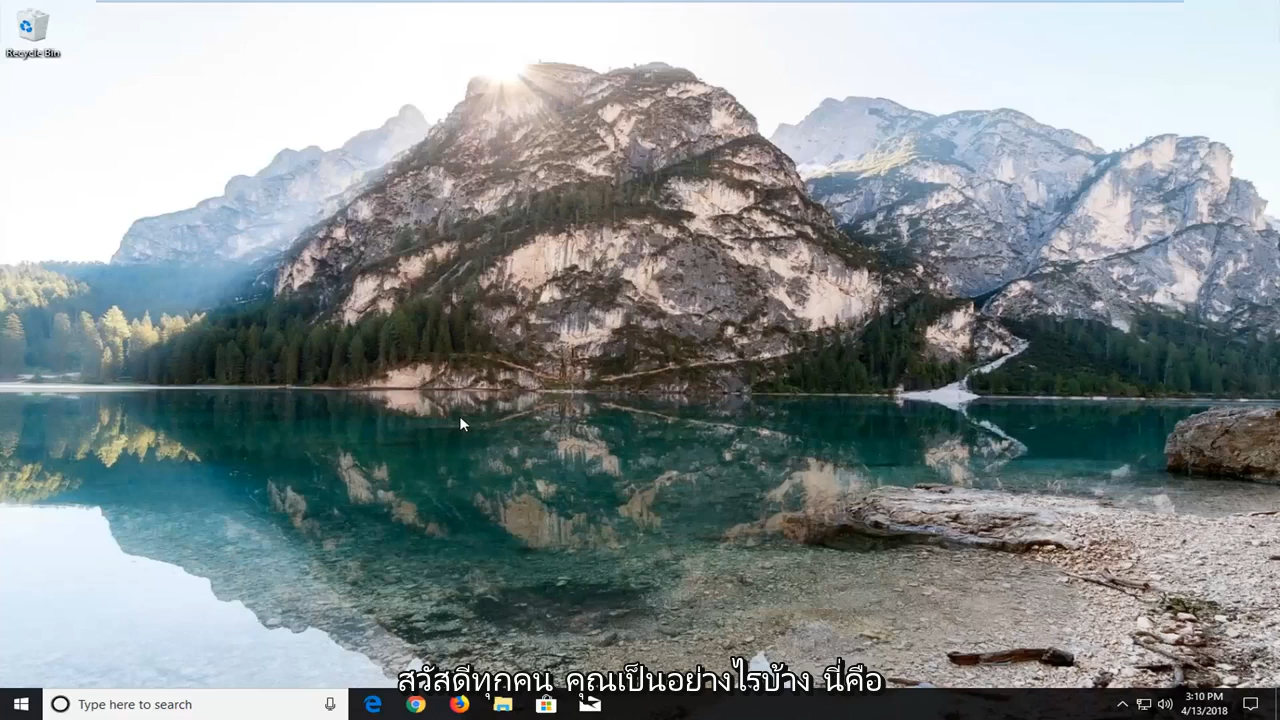 Recycle Bin
สวัสดีทุกคน คุณเป็นอย่างไรบ้าง นี่คือ
Type here to search
3:10 PM
4/13/2018